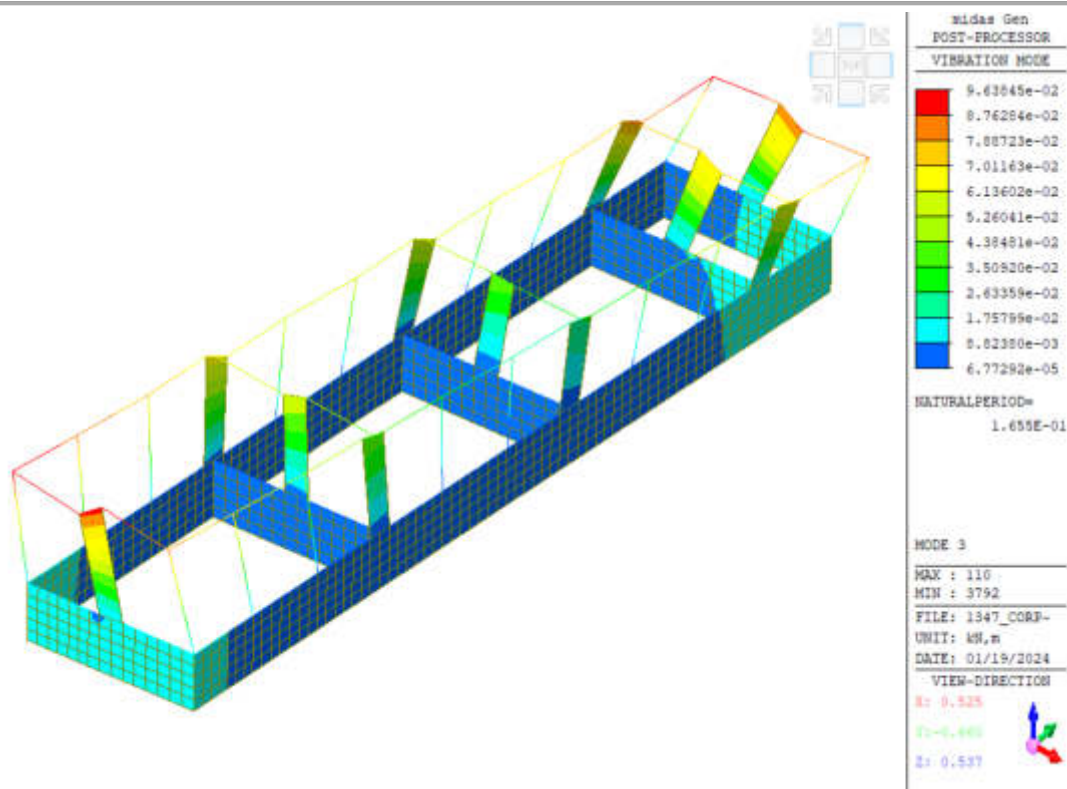 midas Gen
POST-PROCESSOR
VIBRATION MODE
9.63845e-02
8.76284e-02
7.88723e-02
7.01163e-02
6.13602e-02
5.26041e-02
4.38481e-02
3.50920e-02
2.63359e-02
1.75799e-02
8.82380e-03
6.77292e-05
NATURALPERIOD=
1.655E-01
MODE 3
MAX : 110
MIN : 3792
FILE: 1347_CORP~
UNIT: kN,m
DATE: 01/19/2024
VIEW-DIRECTION
X: 0.525
Z: 0.537